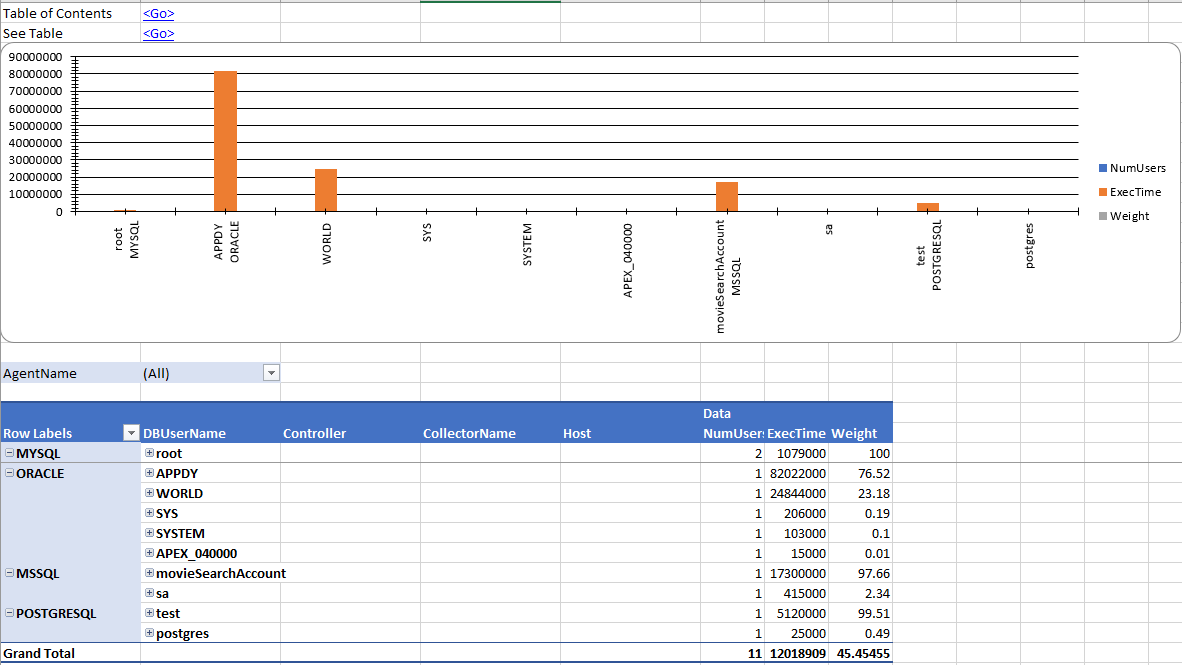 Table of Contents <Go>
See Table <Go>
90000000
80000000
70000000
60000000
50000000
40000000
30000000
20000000
10000000
0
root
MYSQL
APPDY
ORACLE
WORLD
SYS
SYSTEM
APEX_040000
movieSearchAccount
MSSQL
sa
test
POSTGRESQL
postgres
NumUsers
ExecTime
Weight
AgentName (All)
Data
Row Labels DBUserName Controller CollectorName Host NumUser ExecTime Weight
MYSQL root 2 1079000 100
ORACLE APPDY 1 82022000 76.52
WORLD 1 24844000 23.18
SYS 1 206000 0.19
SYSTEM 1 103000 0.1
APEX_040000 1 15000 0.01
MSSQL movieSearchAccount 1 17300000 97.66
sa 1 415000 2.34
POSTGRESQL test 1 5120000 99.51
postgres 1 25000 0.49
Grand Total 11 12018909 45.45455